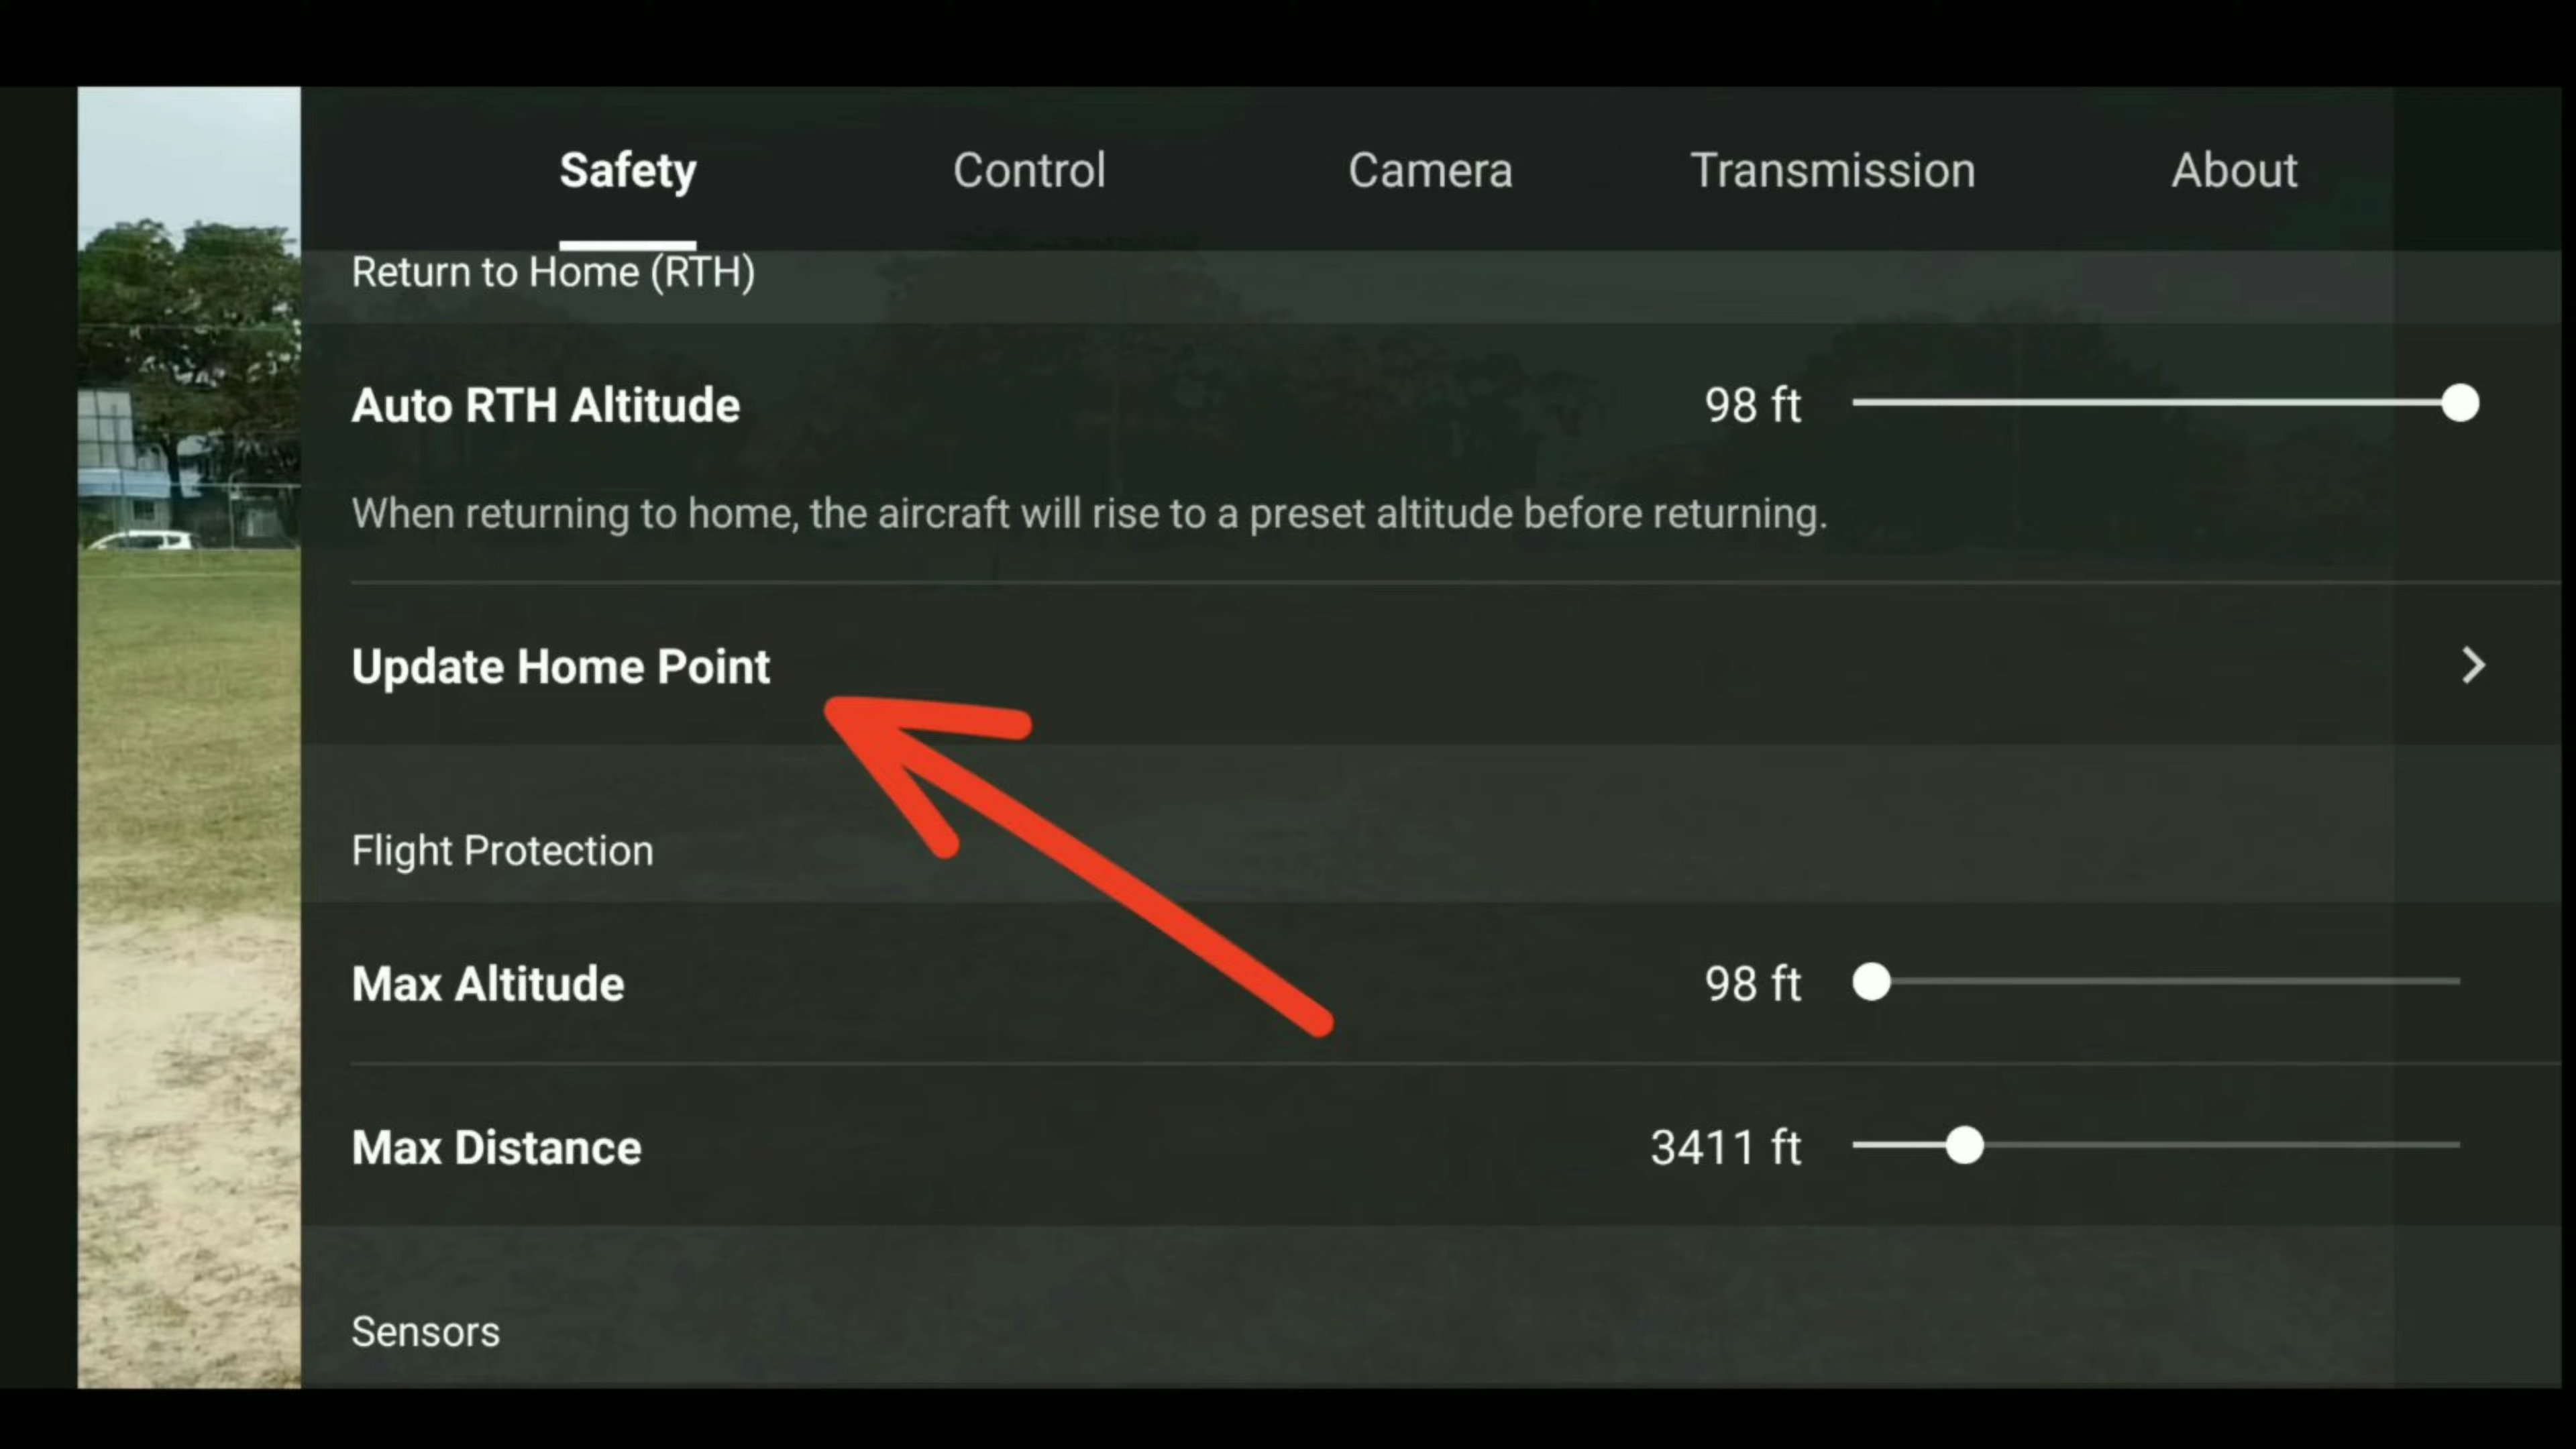 Safety Control Camera Transmission About
Return to Home (RTH)
Auto RTH Altitude 98 ft
When returning to home, the aircraft will rise to a preset altitude before returning.
Update Home Point
Flight Protection
Max Altitude 98 ft
Max Distance 3411 ft
Sensors